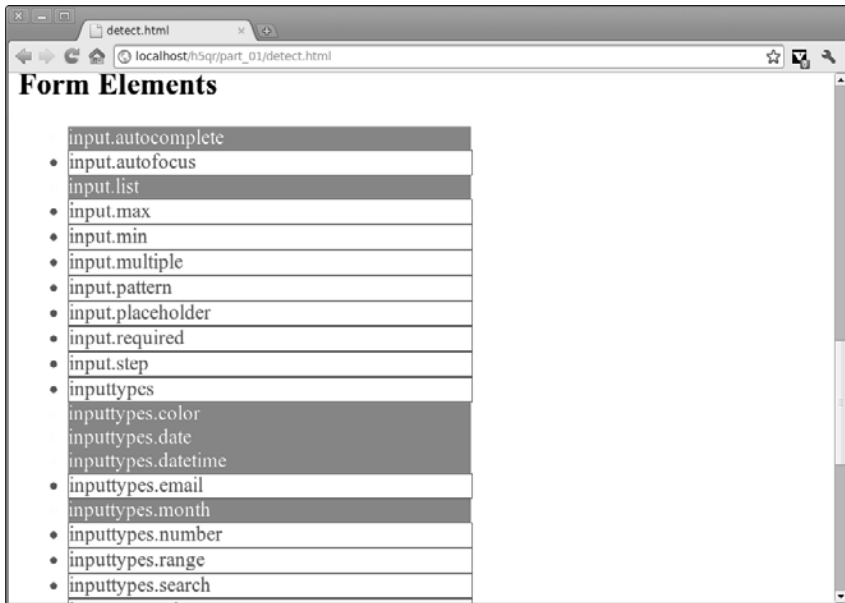 detect.html
localhost/h5qr/part_01/detect.html
Form Elements
input.autocomplete
input.autofocus
input.list
input.max
input.min
input.multiple
input.pattern
input.placeholder
input.required
input.step
inputtypes
inputtypes.color
inputtypes.date
inputtypes.datetime
inputtypes.email
inputtypes.month
inputtypes.number
inputtypes.range
inputtypes.search